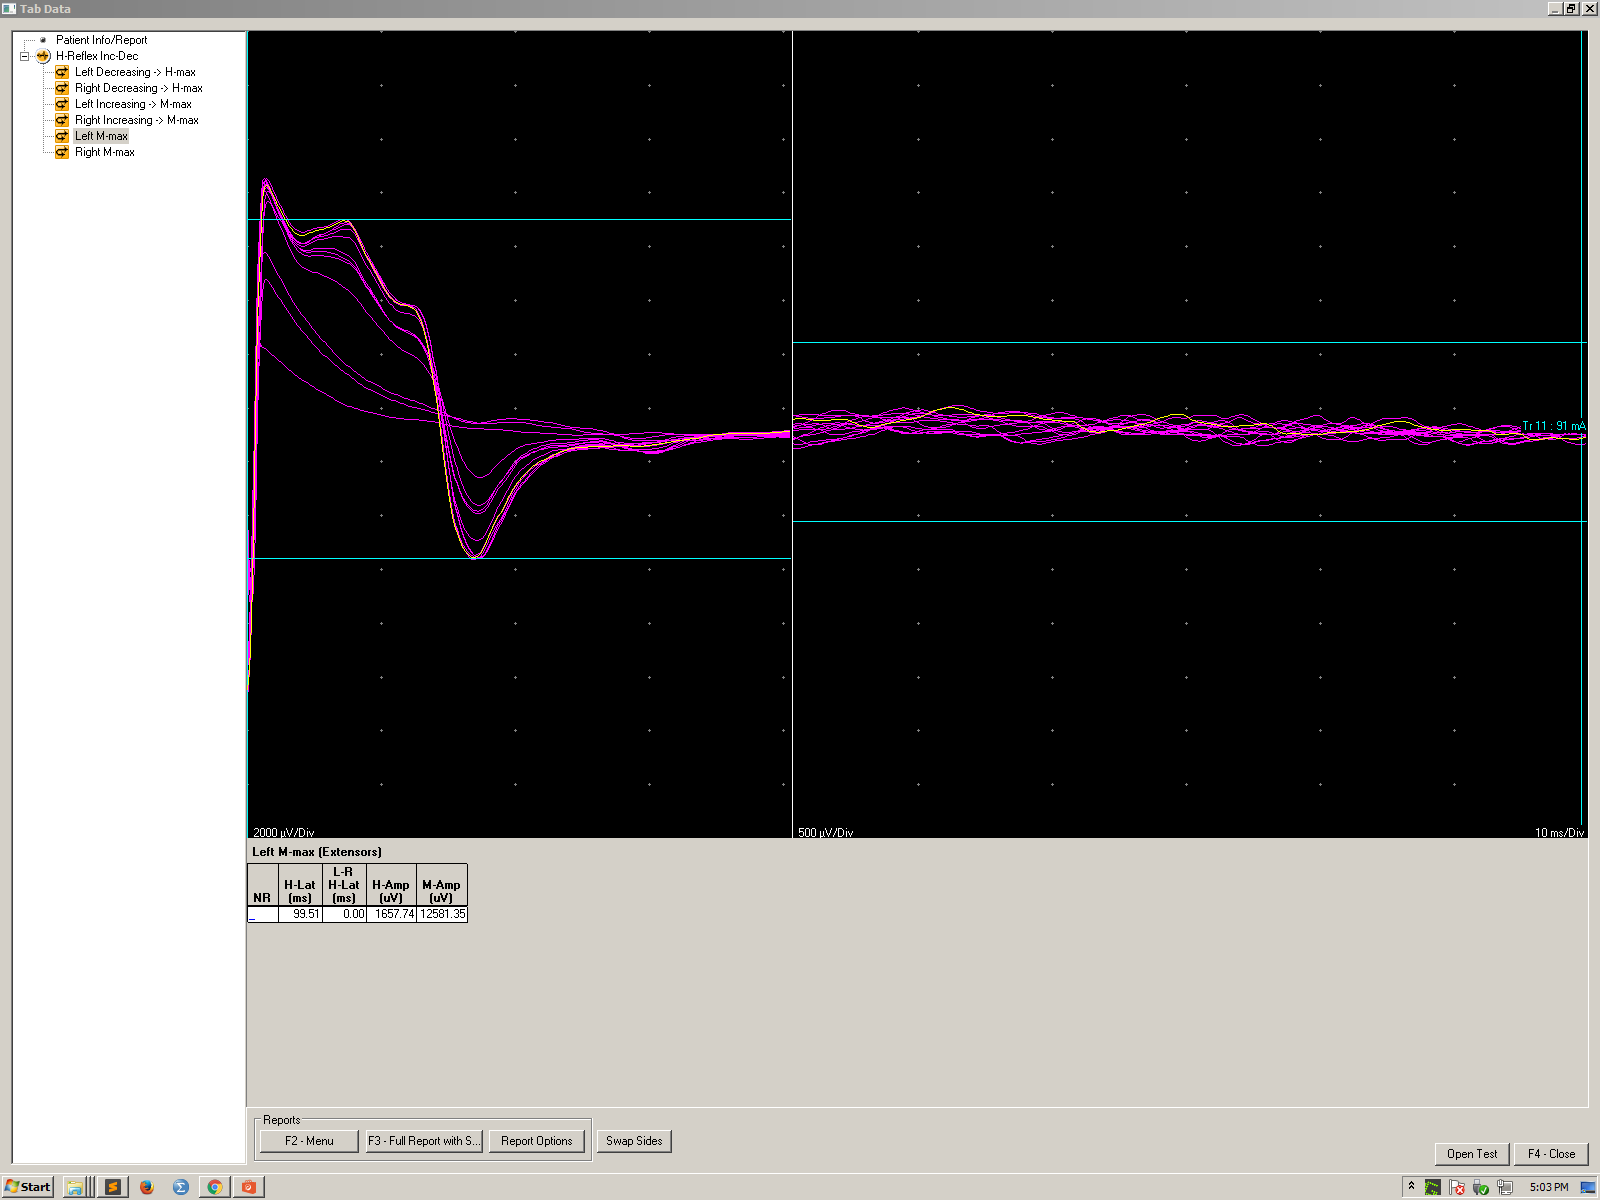 Tab Data
Patient Info/Report
H-Reflex Inc-Dec
Left Decreasing -> H-max
Right Decreasing -> H-max
Left Increasing -> M-max
Right Increasing -> M-max
Left M-max
Right M-max
Tr 11 : 91 mA
2000 µV/Div
500 µV/Div
10 ms/Div
Left M-max (Extensors)
NR H-Lat (ms) L-R H-Lat (ms) H-Amp (uV) M-Amp (uV)
_ 99.51 0.00 1657.74 12581.35
Reports
F2 - Menu
F3 - Full Report with S...
Report Options
Swap Sides
Open Test
F4 - Close
Start
5:03 PM